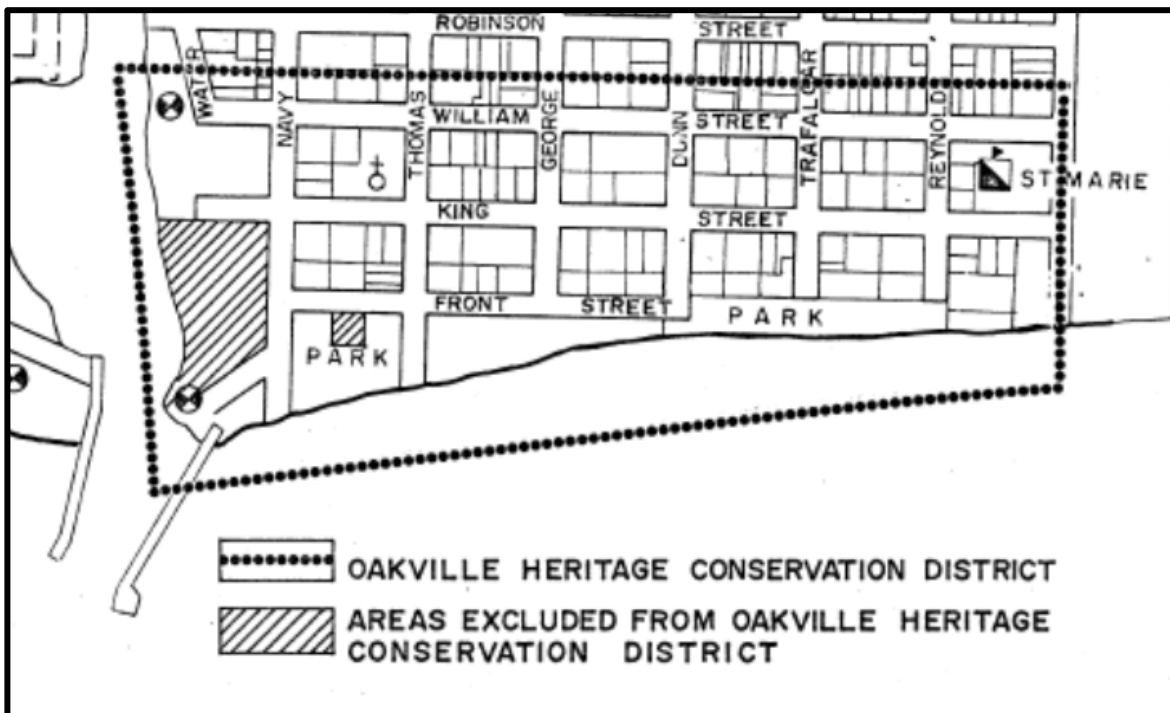 ROBINSON STREET
WATER
NAVY
THOMAS
WILLIAM STREET
GEORGE
DUNN
TRAFALGAR
REYNOLD
ST MARIE
KING STREET
FRONT STREET
PARK
PARK
OAKVILLE HERITAGE CONSERVATION DISTRICT
AREAS EXCLUDED FROM OAKVILLE HERITAGE
CONSERVATION DISTRICT